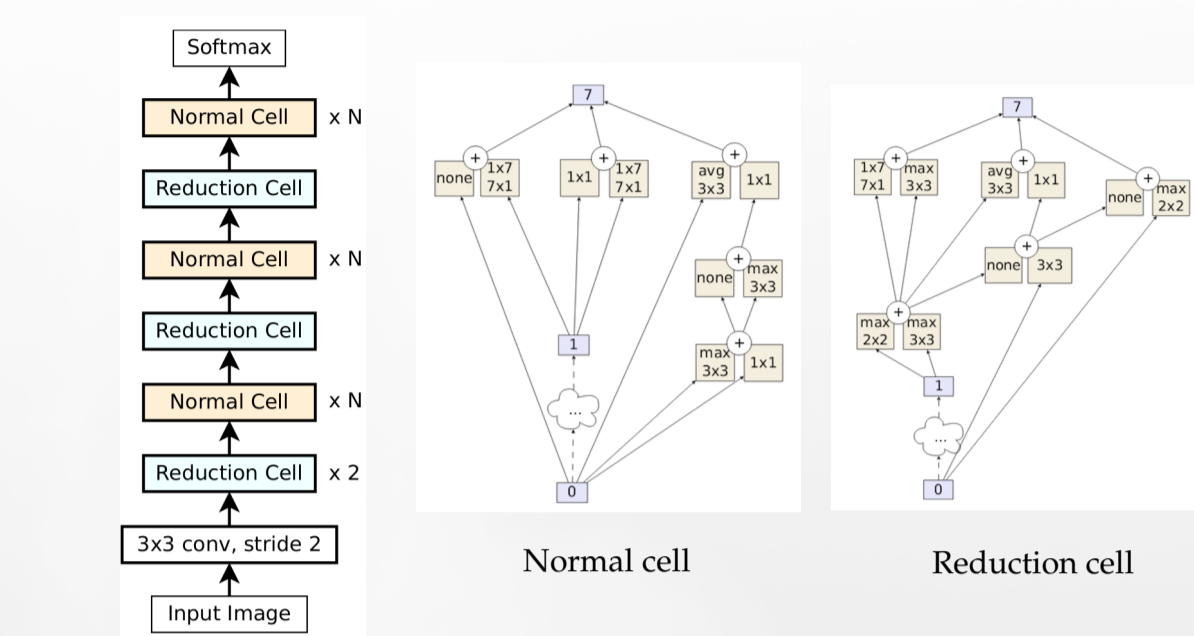 Softmax
Normal Cell x N
Reduction Cell
Normal Cell x N
Reduction Cell
Normal Cell x N
Reduction Cell x 2
3x3 conv, stride 2
Input Image
7
+ + +
none 1x7 7x1 1x1 1x7 7x1 avg 3x3 1x1
+
none max 3x3
+
1
max 3x3 1x1
...
0
Normal cell
7
+ + +
1x7 7x1 max 3x3 avg 3x3 1x1 none max 2x2
+
none 3x3
+
max 2x2 max 3x3
1
...
0
Reduction cell